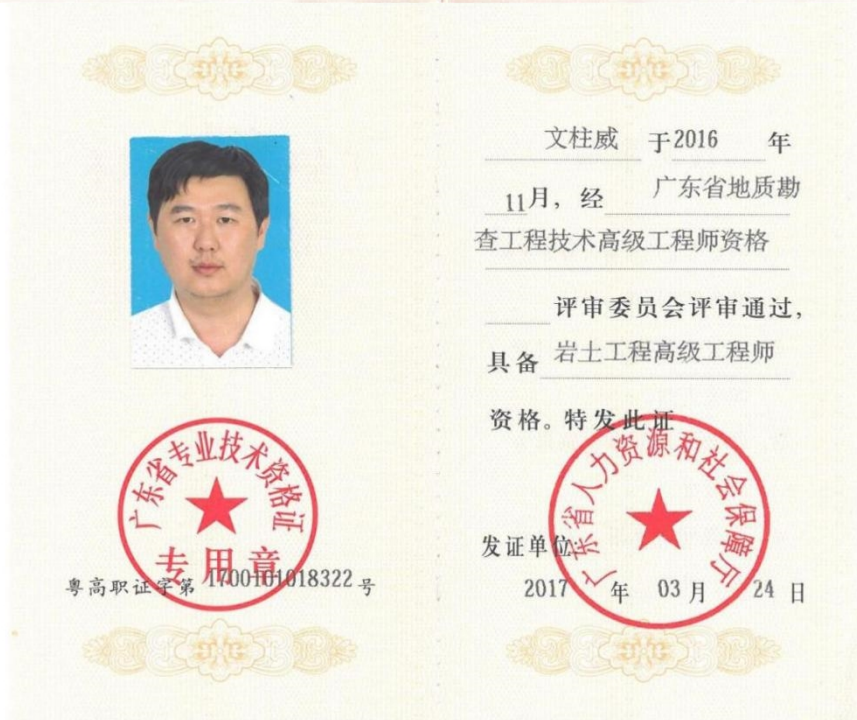 广东省专业技术资格证
专用章
粤高职证字第 1700101018322 号
文柱威 于2016 年
11月，经 广东省地质勘
查工程技术高级工程师资格
评审委员会评审通过，
具备 岩土工程高级工程师
资格。特发此证
广东省人力资源和社会保障厅
发证单位
2017 年 03 月 24 日